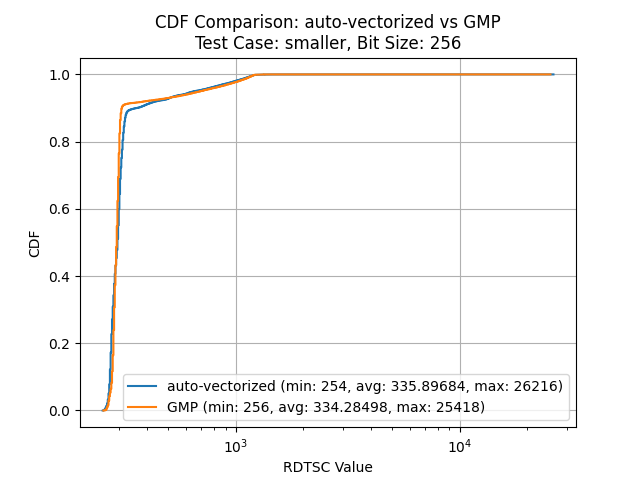 CDF Comparison: auto-vectorized vs GMP
Test Case: smaller, Bit Size: 256
CDF
1.0
0.8
0.6
0.4
0.2
0.0
auto-vectorized (min: 254, avg: 335.89684, max: 26216)
GMP (min: 256, avg: 334.28498, max: 25418)
10³ 10⁴
RDTSC Value